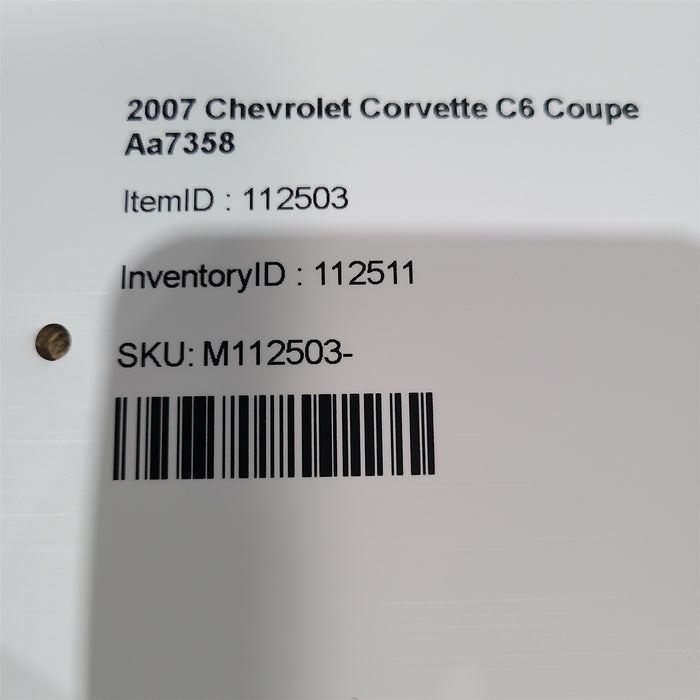 2007 Chevrolet Corvette C6 Coupe
Aa7358
ItemID : 112503
InventoryID : 112511
SKU: M112503-